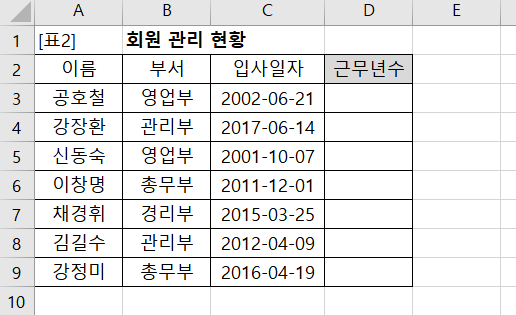 A B C D E
1 [표2] 회원 관리 현황
2 이름 부서 입사일자 근무년수
3 공호철 영업부 2002-06-21
4 강장환 관리부 2017-06-14
5 신동숙 영업부 2001-10-07
6 이창명 총무부 2011-12-01
7 채경휘 경리부 2015-03-25
8 김길수 관리부 2012-04-09
9 강정미 총무부 2016-04-19
10